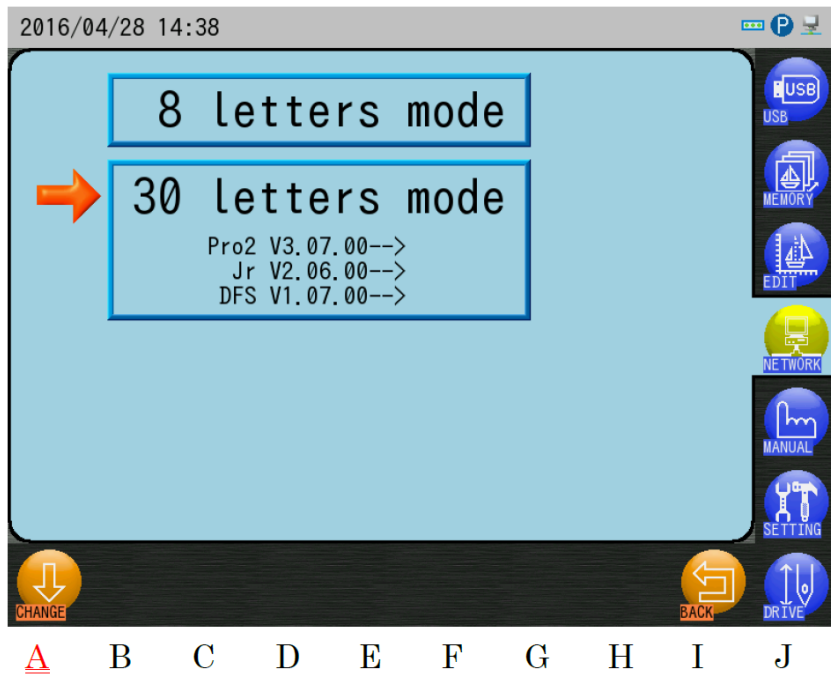 2016/04/28 14:38
P
8 letters mode
USB
USB
30 letters mode
MEMORY
Pro2 V3.07.00-->
Jr V2.06.00-->
DFS V1.07.00-->
EDIT
NETWORK
MANUAL
SETTING
CHANGE
BACK
DRIVE
A B C D E F G H I J